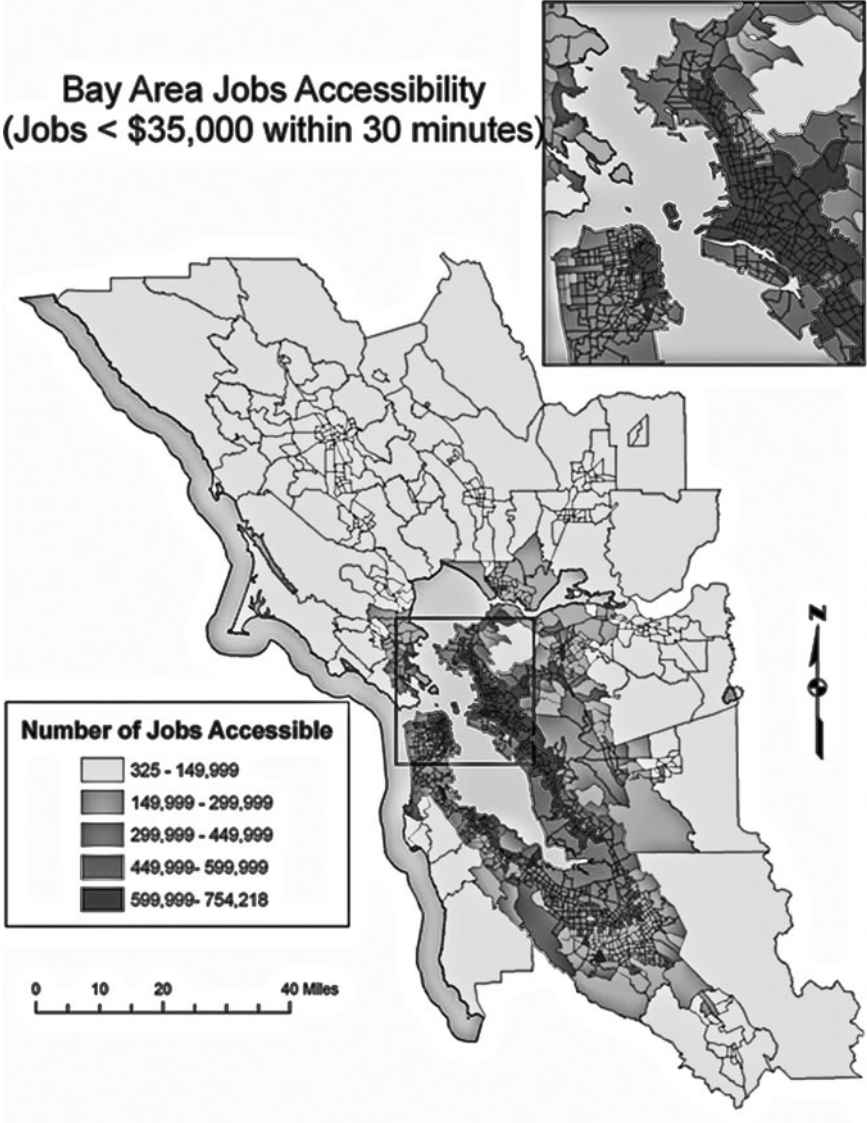 Bay Area Jobs Accessibility
(Jobs < $35,000 within 30 minutes)
N
Number of Jobs Accessible
325 - 149,999
149,999 - 299,999
299,999 - 449,999
449,999- 599,999
599,999- 754,218
0 10 20 40 Miles